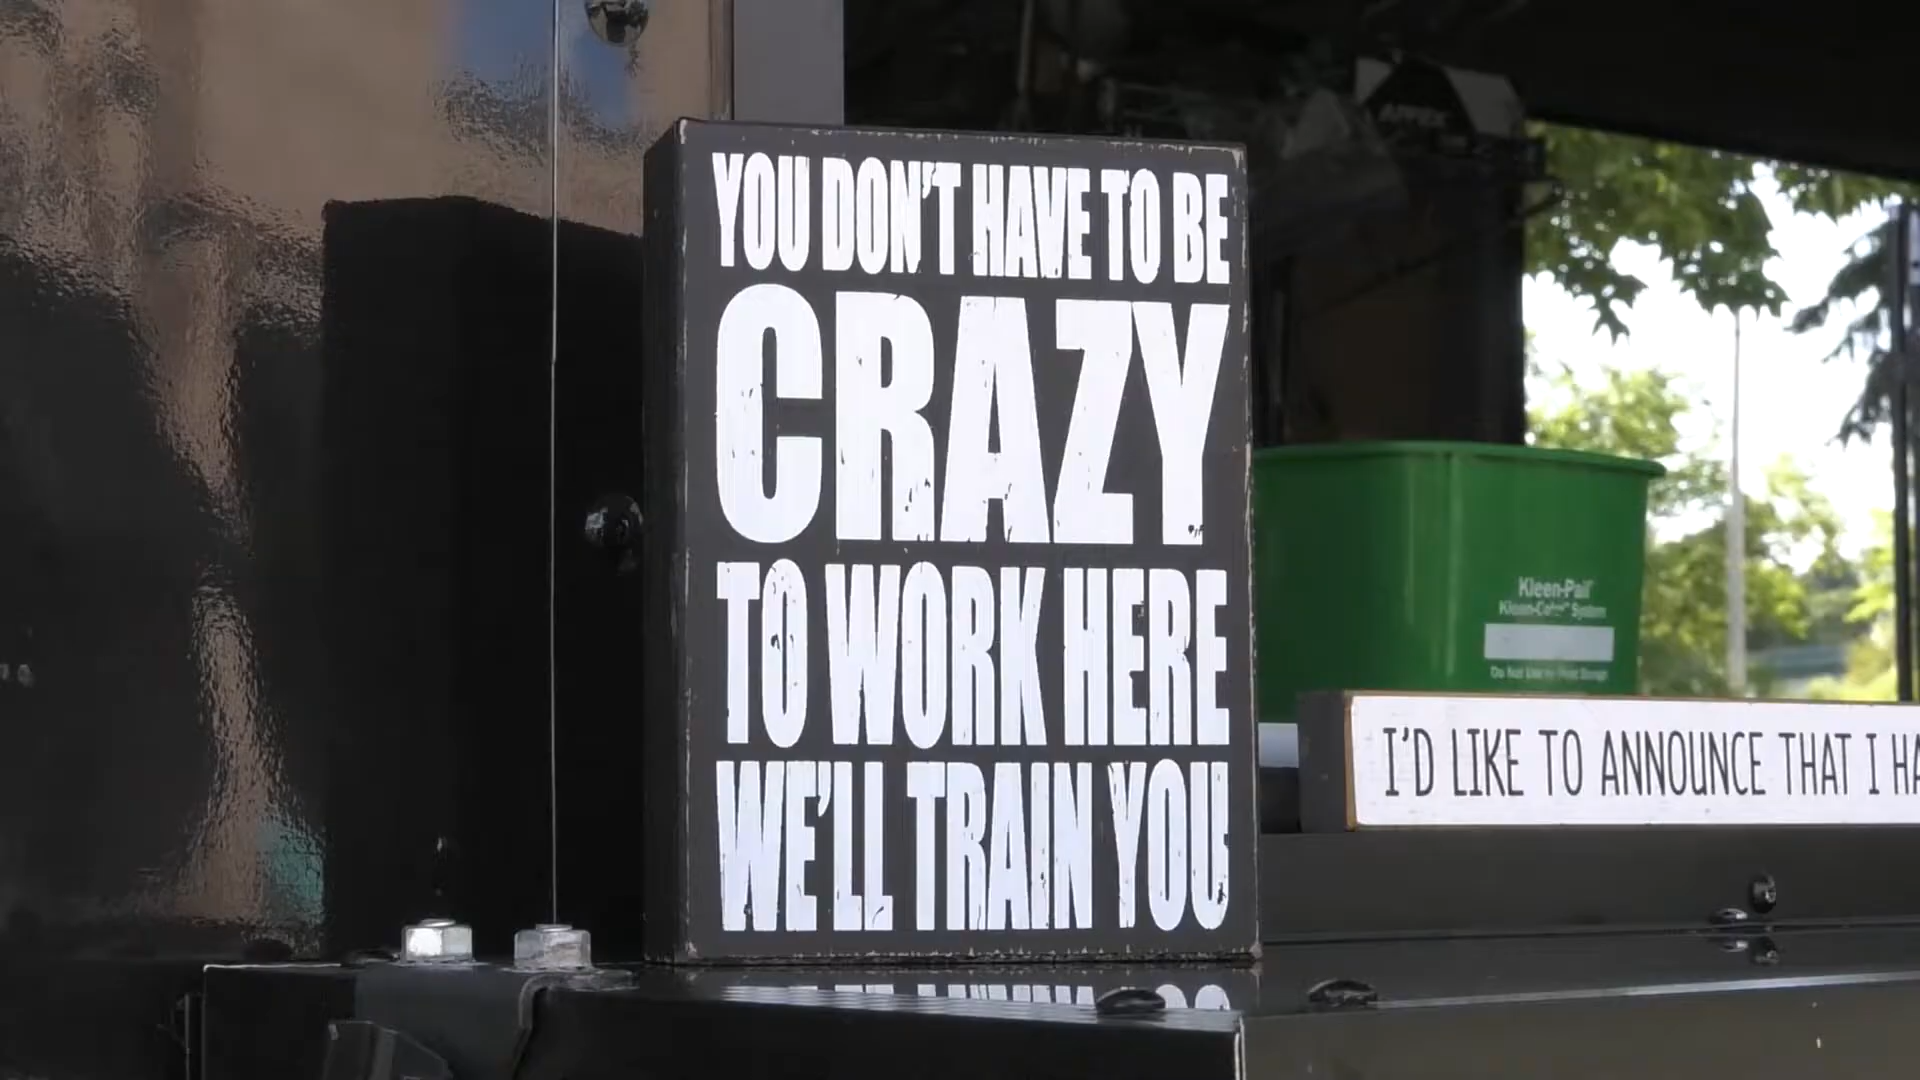 YOU DON'T HAVE TO BE
CRAZY
TO WORK HERE
WE'LL TRAIN YOU
Kleen-Pail
I'D LIKE TO ANNOUNCE THAT I HA